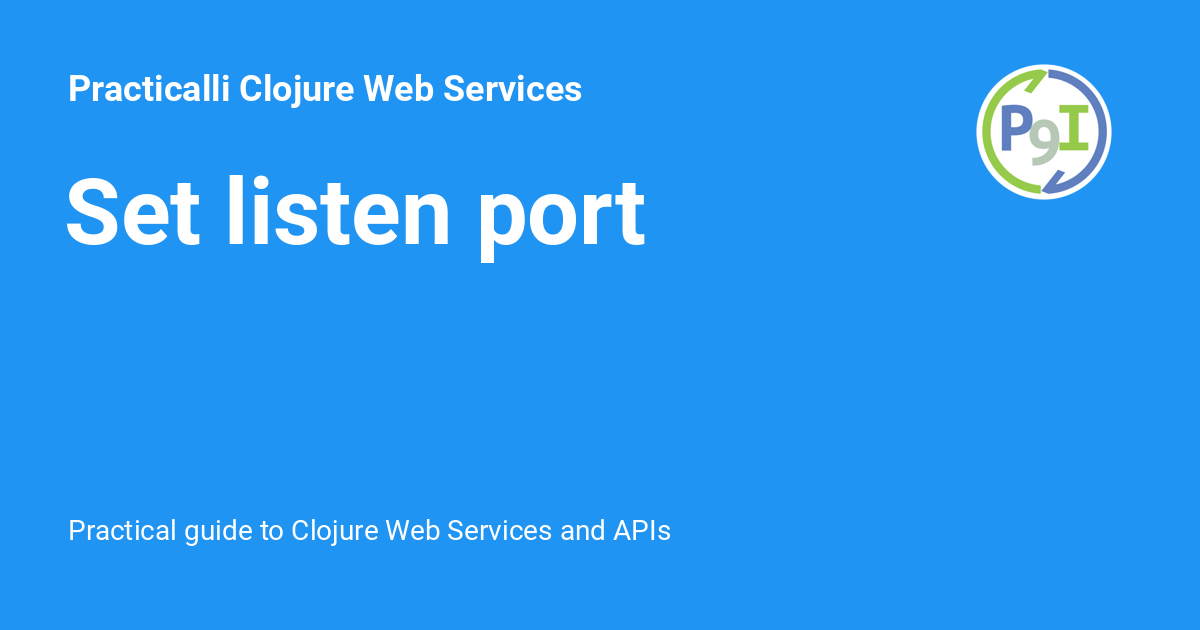 Practicalli Clojure Web Services
P9I
Set listen port
Practical guide to Clojure Web Services and APIs